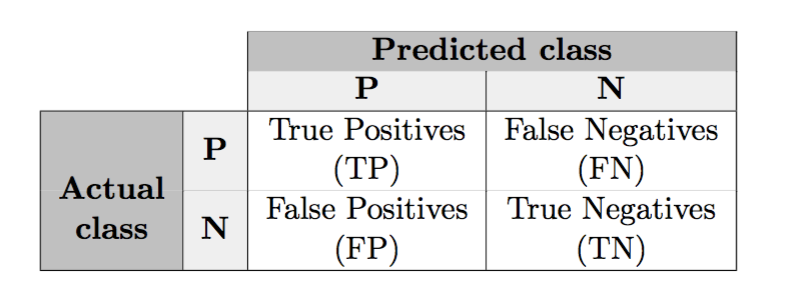 Predicted class
P N
P True Positives False Negatives
(TP) (FN)
Actual
class
N False Positives True Negatives
(FP) (TN)